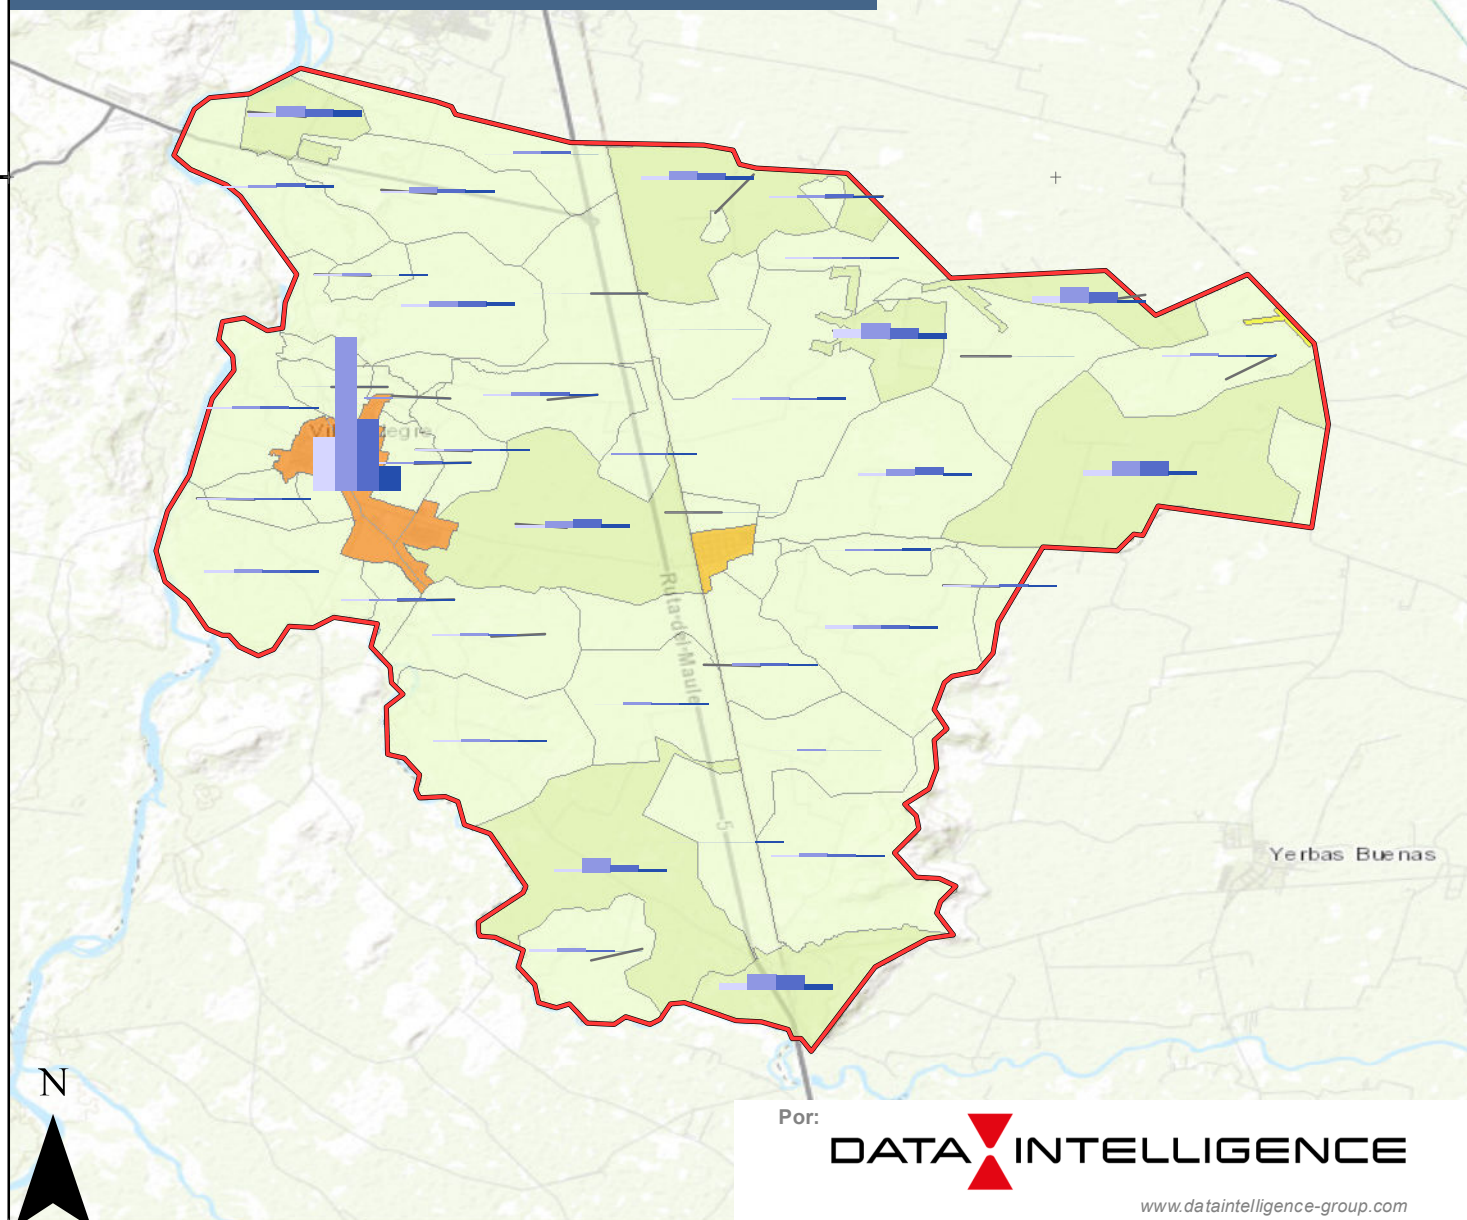 Ruta-del-Maule
5
Yerbas Buenas
N
Por:
DATA INTELLIGENCE
www.dataintelligence-group.com